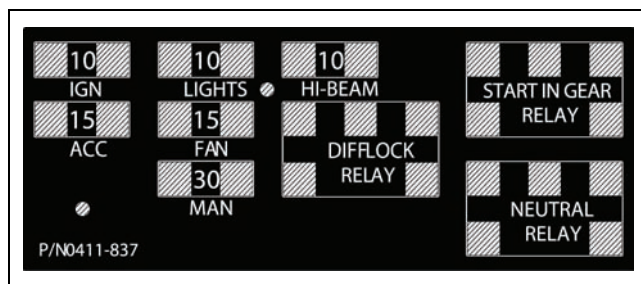 10
IGN
10
LIGHTS
10
HI-BEAM
START IN GEAR
RELAY
15
ACC
15
FAN
DIFFLOCK
RELAY
30
MAN
NEUTRAL
RELAY
P/N0411-837